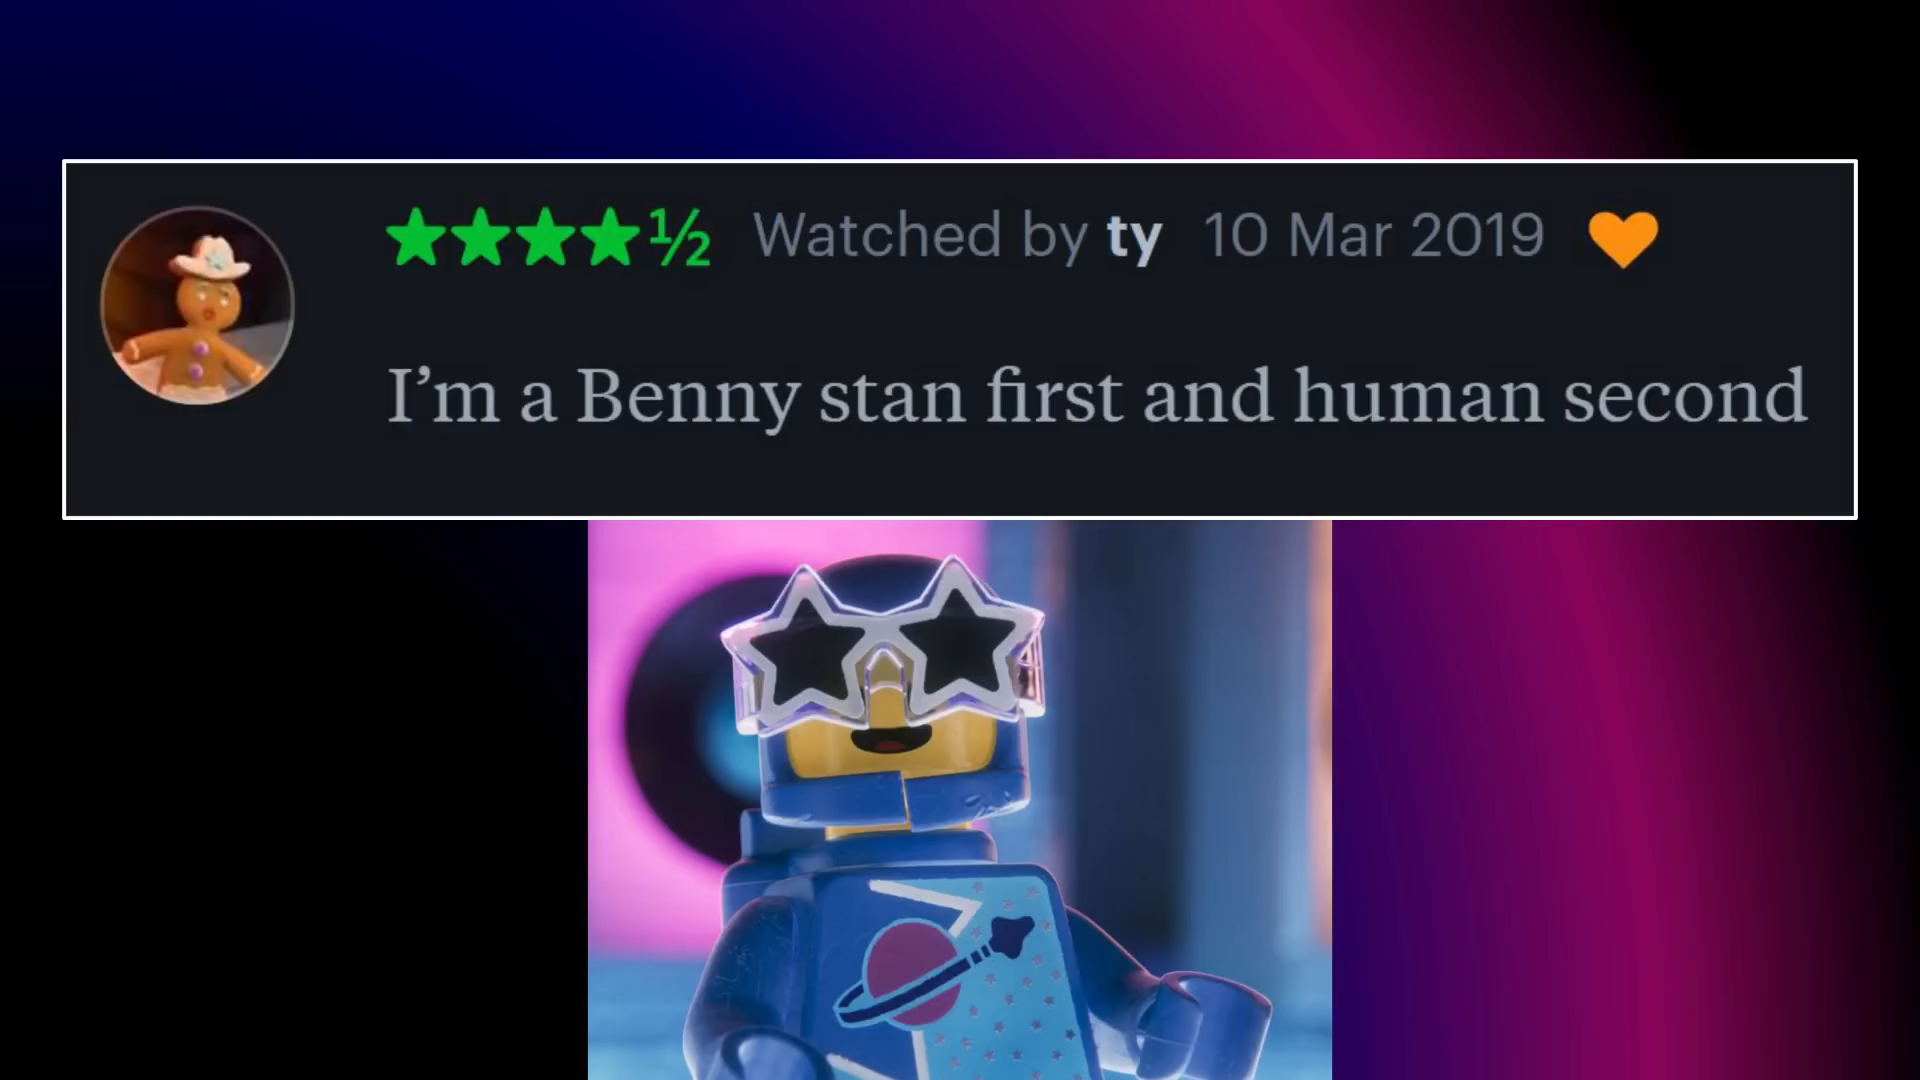 ★★★★½ Watched by ty 10 Mar 2019
I’m a Benny stan first and human second